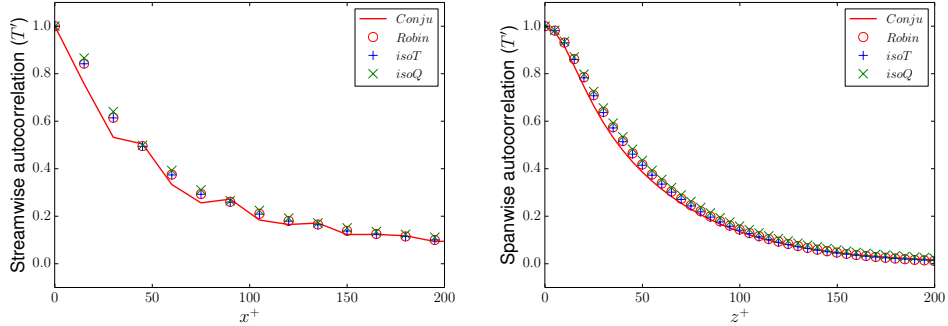 Streamwise autocorrelation (T′)
1.0
0.8
0.6
0.4
0.2
0.0
0
50
100
150
200
x⁺
Conju
Robin
isoT
isoQ
Spanwise autocorrelation (T′)
1.0
0.8
0.6
0.4
0.2
0.0
0
50
100
150
200
z⁺
Conju
Robin
isoT
isoQ